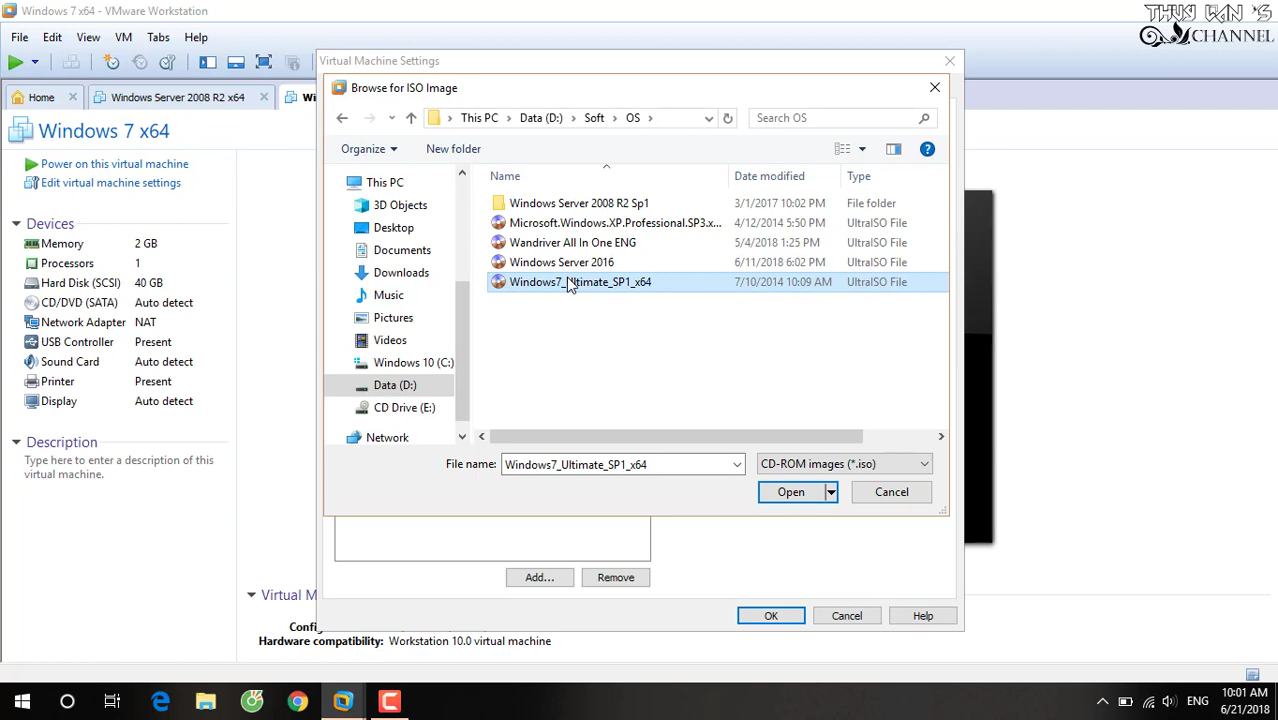 Windows 7 x64 - VMware Workstation
THUY WIN'S
CHANNEL
File Edit View VM Tabs Help
Virtual Machine Settings
Home
Windows Server 2008 R2 x64
Browse for ISO Image
Windows 7 x64
This PC
Data (D:)
Soft
OS
Search OS
Power on this virtual machine
Edit virtual machine settings
Organize
New folder
Name
Date modified
Type
Devices
Memory 2 GB
Processors 1
Hard Disk (SCSI) 40 GB
CD/DVD (SATA) Auto detect
Network Adapter NAT
USB Controller Present
Sound Card Auto detect
Printer Present
Display Auto detect
Description
Type here to enter a description of this
virtual machine.
This PC
3D Objects
Desktop
Documents
Downloads
Music
Pictures
Videos
Windows 10 (C:)
Data (D:)
CD Drive (E:)
Network
Windows Server 2008 R2 Sp1 3/1/2017 10:02 PM File folder
Microsoft.Windows.XP.Professional.SP3.x... 4/12/2014 5:50 PM UltraISO File
Wandriver All In One ENG 5/4/2018 1:25 PM UltraISO File
Windows Server 2016 6/11/2018 6:02 PM UltraISO File
Windows7_Ultimate_SP1_x64 7/10/2014 10:09 AM UltraISO File
File name: Windows7_Ultimate_SP1_x64
CD-ROM images (*.iso)
Open
Cancel
Add...
Remove
OK
Cancel
Help
Virtual M
Config
Hardware compatibility: Workstation 10.0 virtual machine
ENG
10:01 AM
6/21/2018